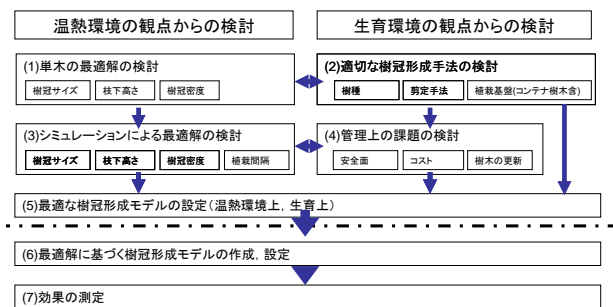 温熱環境の観点からの検討
生育環境の観点からの検討
(1)単木の最適解の検討
樹冠サイズ 枝下高さ 樹冠密度
(2)適切な樹冠形成手法の検討
樹種 剪定手法 植栽基盤(コンテナ樹木含)
(3)シミュレーションによる最適解の検討
樹冠サイズ 枝下高さ 樹冠密度 植栽間隔
(4)管理上の課題の検討
安全面 コスト 樹木の更新
(5)最適な樹冠形成モデルの設定(温熱環境上，生育上)
(6)最適解に基づく樹冠形成モデルの作成，設定
(7)効果の測定